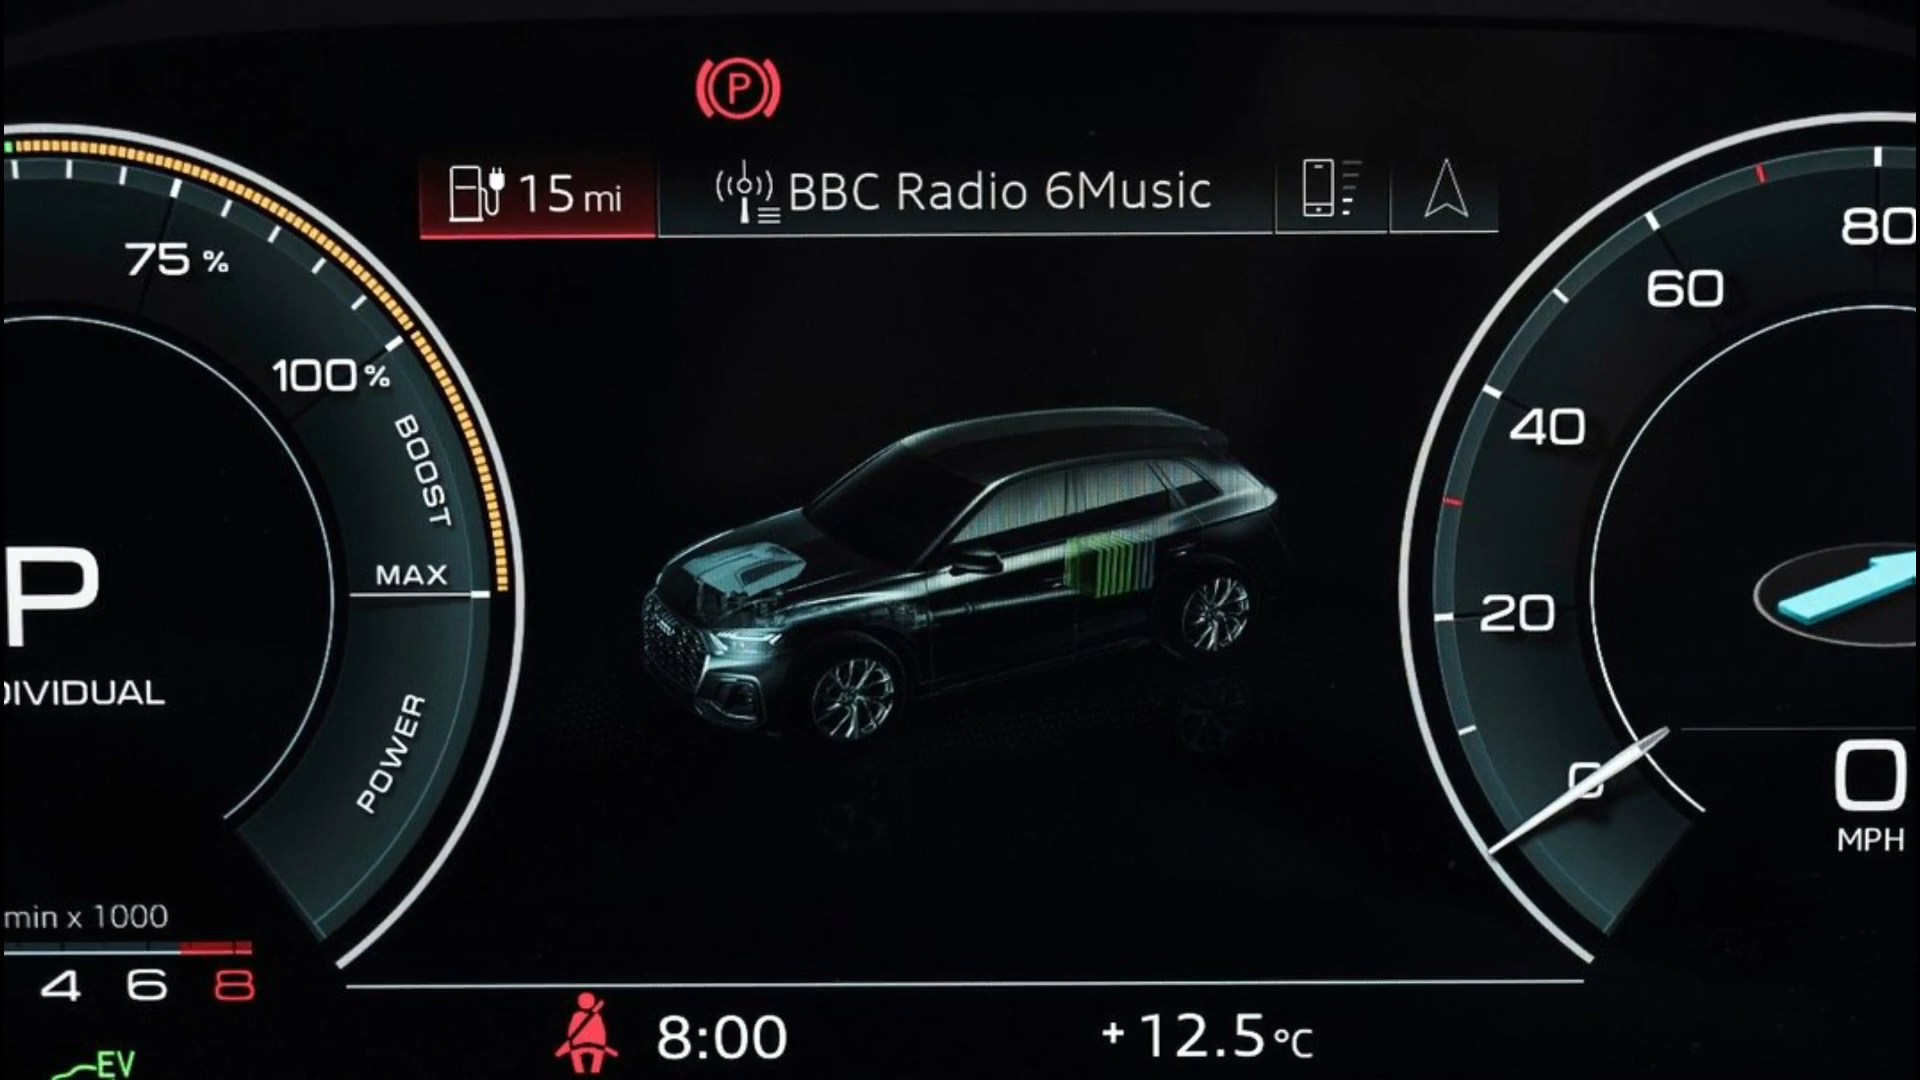 P
15 mi
BBC Radio 6Music
75 %
100 %
BOOST
MAX
POWER
P
DIVIDUAL
min x 1000
4 6 8
EV
80
60
40
20
0
0
MPH
8:00
+12.5 °C